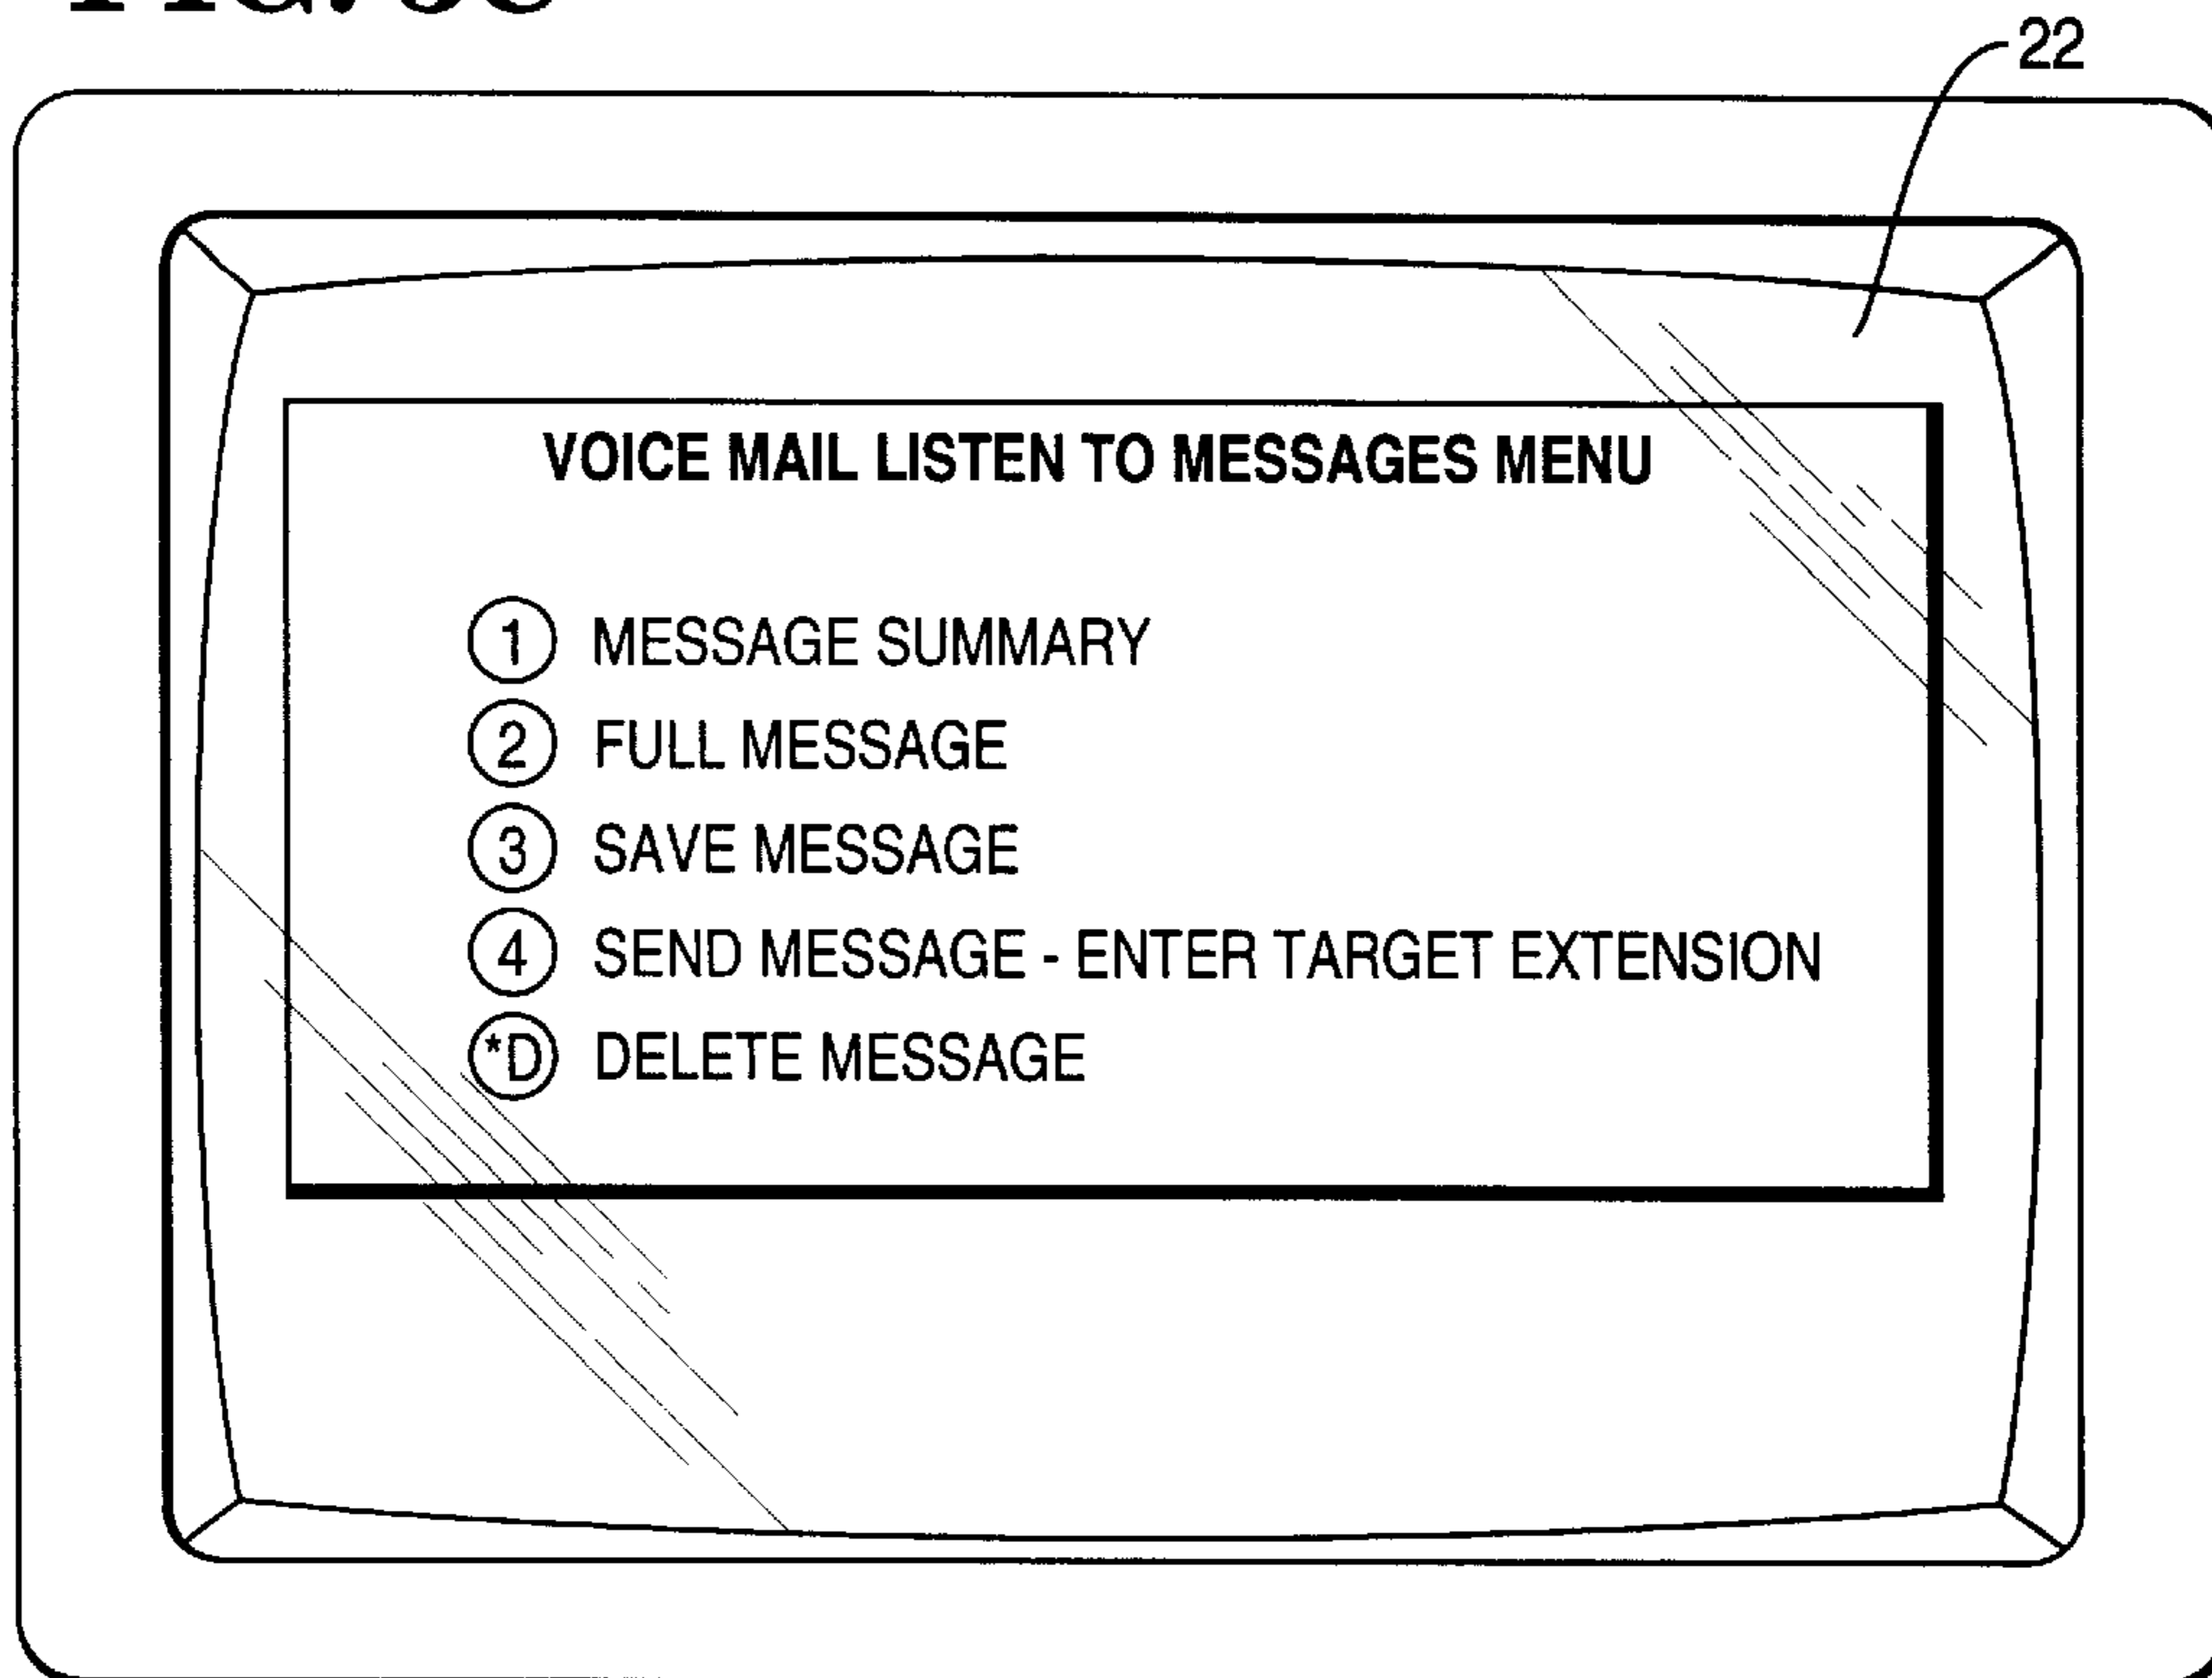 22
VOICE MAIL LISTEN TO MESSAGES MENU
1 MESSAGE SUMMARY
2 FULL MESSAGE
3 SAVE MESSAGE
4 SEND MESSAGE - ENTER TARGET EXTENSION
*D DELETE MESSAGE